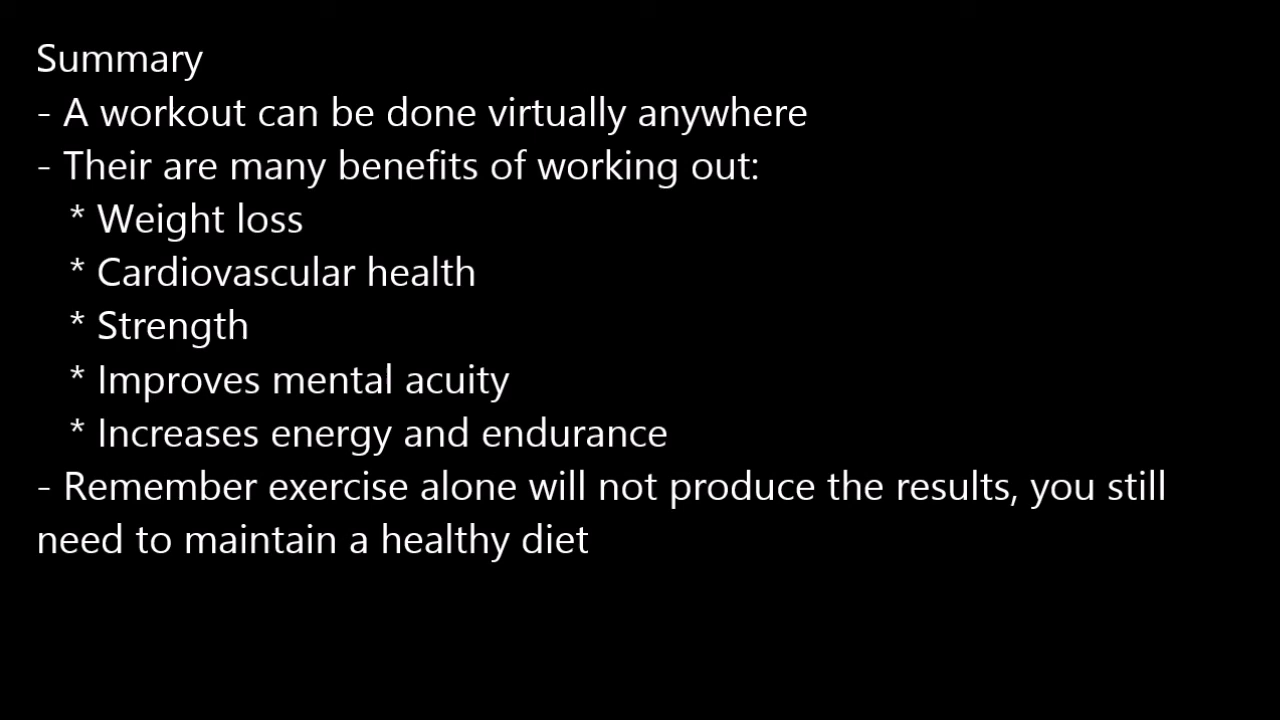 Summary
- A workout can be done virtually anywhere
- Their are many benefits of working out:
* Weight loss
* Cardiovascular health
* Strength
* Improves mental acuity
* Increases energy and endurance
- Remember exercise alone will not produce the results, you still
need to maintain a healthy diet